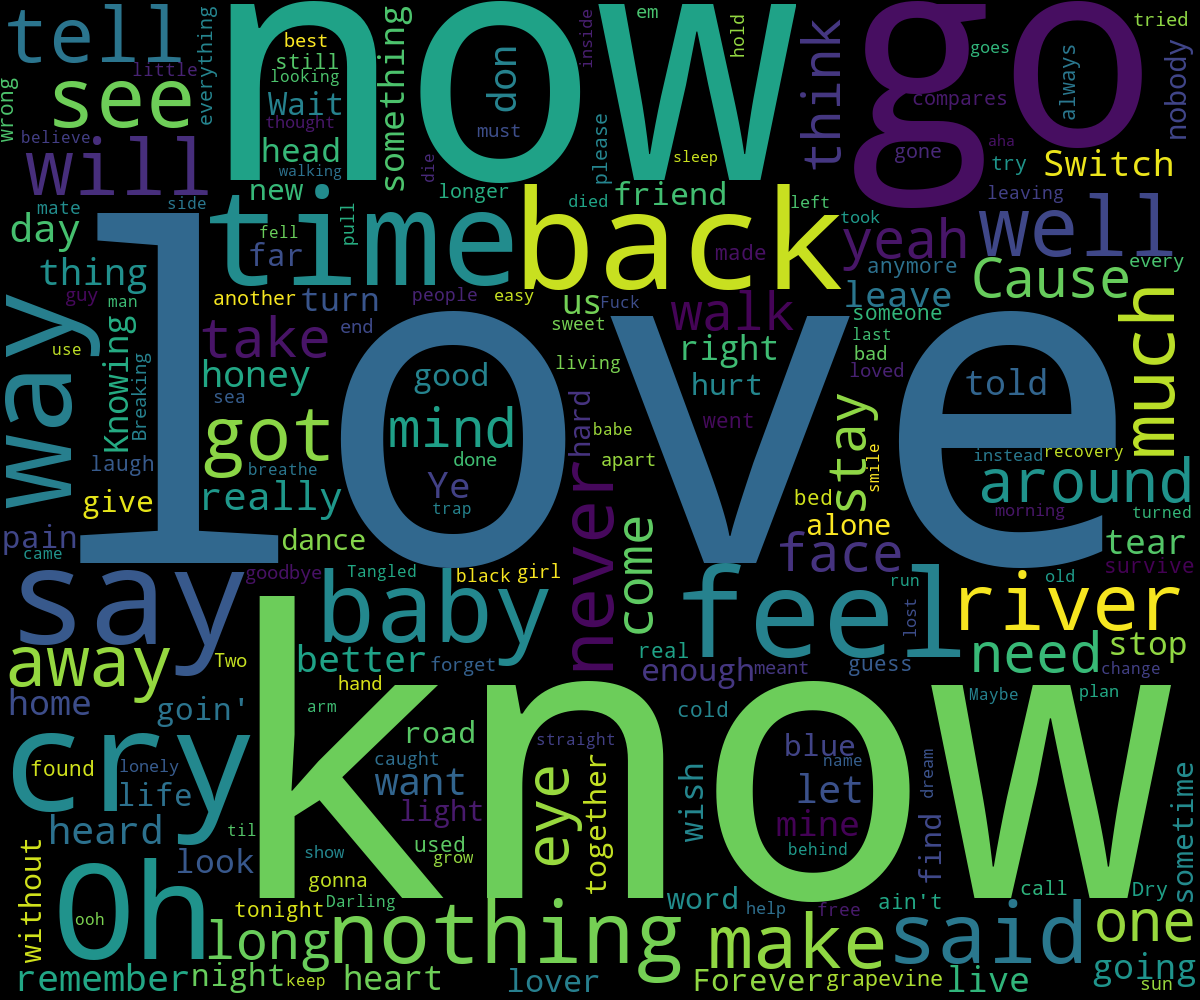 tell
now
go
see
will
everything
little
wrong
believe
best
still
looking
Wait
thought
head
walking
something
don
must
die
em
hold
inside
please
sleep
think
compares
gone
goes
always
aha
try
tried
nobody
Switch
mate
side
new
longer
friend
died
left
leaving
day
time
pull
fell
far
back
made
took
yeah
well
anymore
every
Cause
thing
guy
man
another
turn
people
easy
us
Fuck
walk
leave
someone
way
use
Knowing
Breaking
take
end
sweet
right
last
bad
loved
much
love
honey
sea
good
living
hurt
told
got
mind
hard
babe
went
stay
smile
laugh
breathe
done
apart
instead
recovery
around
give
really
Ye
trap
never
bed
alone
morning
turned
pain
came
dance
come
face
tear
survive
say
goodbye
Tangled
black
girl
baby
feel
run
lost
old
river
away
Two
better
forget
real
enough
meant
guess
need
stop
change
home
goin'
hand
know
arm
road
cold
Maybe
plan
cry
found
lonely
life
caught
want
straight
blue
name
let
dream
wish
light
eye
together
mine
behind
find
sometime
heard
til
used
grow
look
show
gonna
without
Oh
ooh
tonight
Darling
word
help
free
ain't
call
Dry
long
nothing
make
said
one
remember
night
keep
heart
lover
Forever
grapevine
live
going
sun